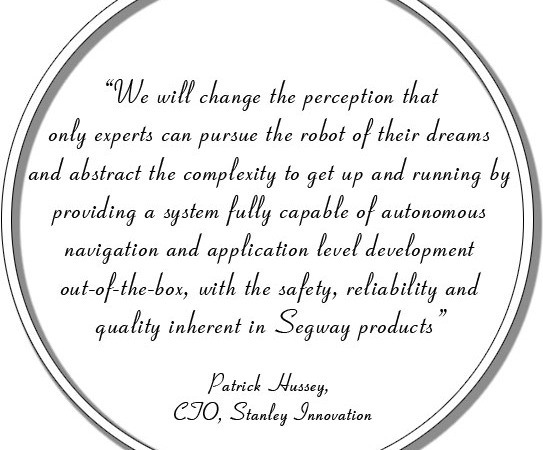 “We will change the perception that
only experts can pursue the robot of their dreams
and abstract the complexity to get up and running by
providing a system fully capable of autonomous
navigation and application level development
out-of-the-box, with the safety, reliability and
quality inherent in Segway products”
Patrick Hussey,
CTO, Stanley Innovation